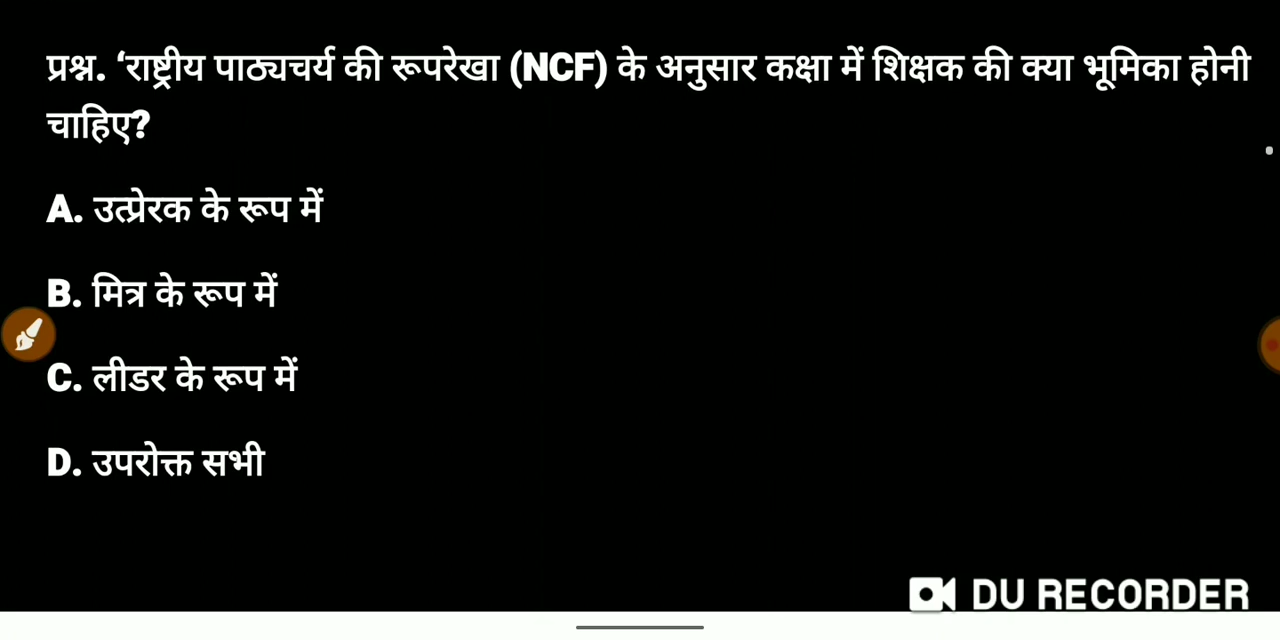 प्रश्न. ‘राष्ट्रीय पाठ्यचर्य की रूपरेखा (NCF) के अनुसार कक्षा में शिक्षक की क्या भूमिका होनी
चाहिए?
A. उत्प्रेरक के रूप में
B. मित्र के रूप में
C. लीडर के रूप में
D. उपरोक्त सभी
DU RECORDER